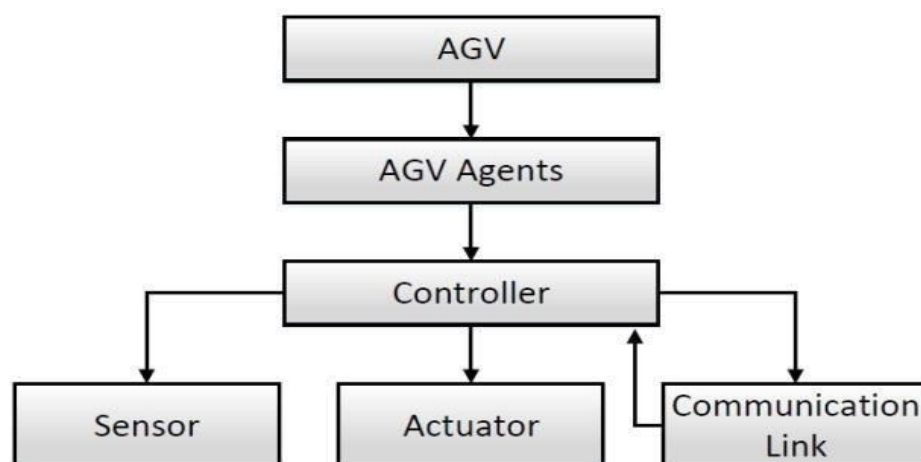 AGV
AGV Agents
Controller
Sensor
Actuator
Communication
Link